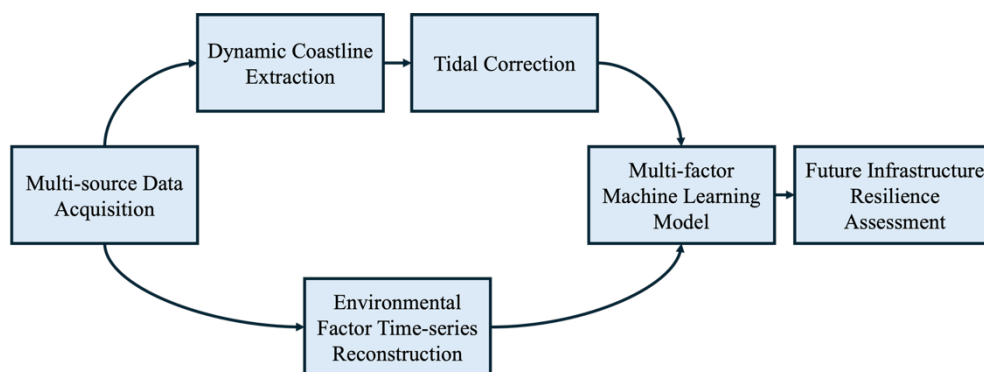 Dynamic Coastline
Extraction
Tidal Correction
Multi-source Data
Acquisition
Multi-factor
Machine Learning
Model
Future Infrastructure
Resilience
Assessment
Environmental
Factor Time-series
Reconstruction